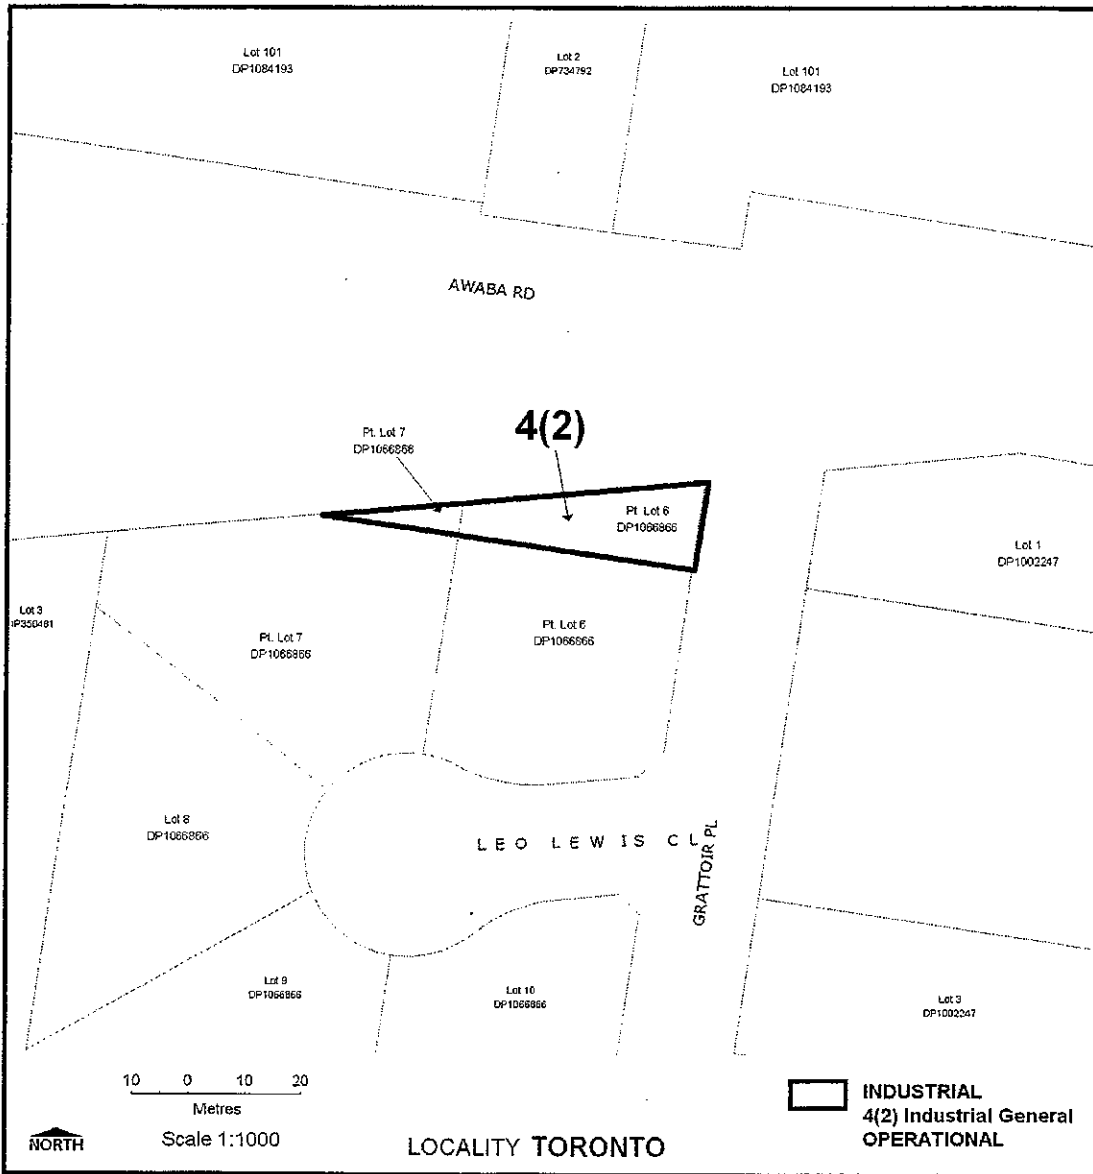 Lot 101
DP1084193
Lot 2
DP734792
Lot 101
DP1084193
AWABA RD
4(2)
Pt. Lot 7
DP1066866
Pt. Lot 6
DP1066866
Lot 1
DP1002247
Lot 3
Pt. Lot 7
DP1066866
Pt. Lot 6
DP1066866
Lot 8
DP1066866
LEO LEWIS CL
GRATTOIR PL
Lot 9
DP1066866
Lot 10
DP1066866
Lot 3
DP1002247
10 0 10 20
Metres
Scale 1:1000
NORTH
LOCALITY TORONTO
INDUSTRIAL
4(2) Industrial General
OPERATIONAL